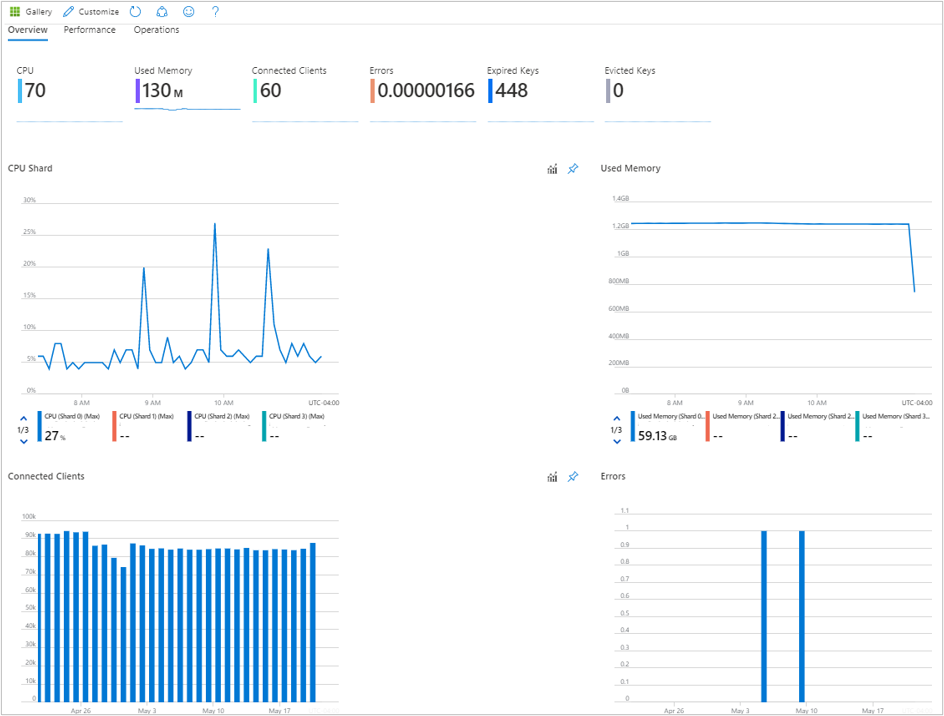 Gallery Customize ?
Overview Performance Operations
CPU Used Memory Connected Clients Errors Expired Keys Evicted Keys
70 130 M 60 0.00000166 448 0
CPU Shard
30%
25%
20%
15%
10%
5%
0%
8 AM 9 AM 10 AM UTC-04:00
1/3
CPU (Shard 0) (Max) CPU (Shard 1) (Max) CPU (Shard 2) (Max) CPU (Shard 3) (Max)
27 % -- -- --
Used Memory
1,4GB
1,2GB
1GB
800MB
600MB
400MB
200MB
0B
8 AM 9 AM 10 AM UTC-04:00
1/3
Used Memory (Shard 0... Used Memory (Shard 2... Used Memory (Shard 2... Used Memory (Shard 3...
59.13 GB -- -- --
Connected Clients
100k
90k
80k
70k
60k
50k
40k
30k
20k
10k
0
Apr 26 May 3 May 10 May 17 UTC-04:00
Errors
1.1
1
0.9
0.8
0.7
0.6
0.5
0.4
0.3
0.2
0.1
0
Apr 26 May 3 May 10 May 17 UTC-04:00